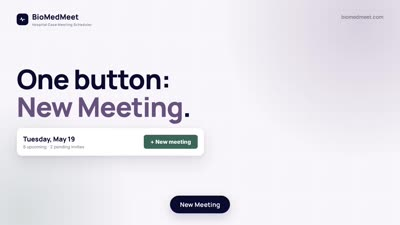 BioMedMeet
Hospital Case Meeting Scheduler
biomedmeet.com
One button:
New Meeting.
Tuesday, May 19
6 upcoming · 2 pending invites
+ New meeting
New Meeting